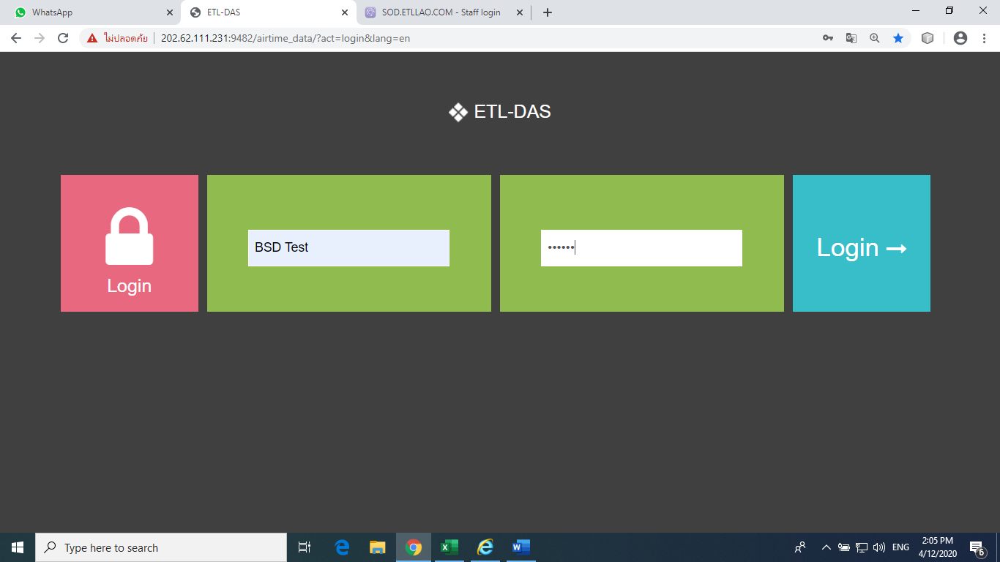 WhatsApp
ETL-DAS
SOD.ETLLAO.COM - Staff login
ไม่ปลอดภัย
202.62.111.231:9482/airtime_data/?act=login&lang=en
ETL-DAS
Login
BSD Test
••••••
Login
Type here to search
ENG
2:05 PM
4/12/2020
6